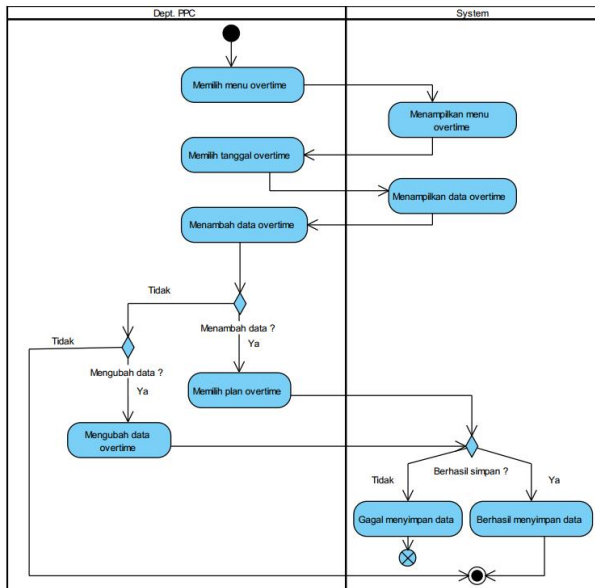 Dept. PPC
System
Memilih menu overtime
Menampilkan menu
overtime
Memilih tanggal overtime
Menampilkan data overtime
Menambah data overtime
Tidak
Menambah data ?
Tidak
Ya
Mengubah data ?
Ya
Memilih plan overtime
Mengubah data
overtime
Berhasil simpan ?
Tidak
Ya
Gagal menyimpan data
Berhasil menyimpan data